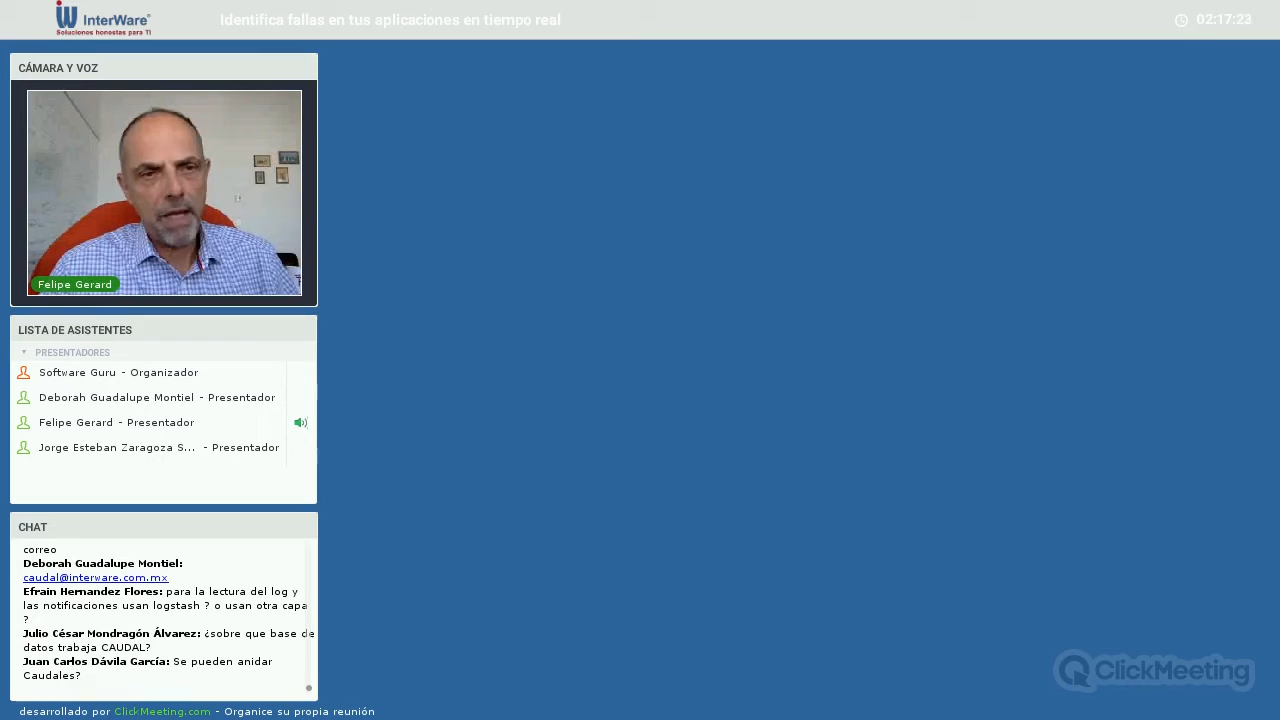 InterWare
Soluciones honestas para TI
Identifica fallas en tus aplicaciones en tiempo real
02:17:23
CÁMARA Y VOZ
Felipe Gerard
LISTA DE ASISTENTES
PRESENTADORES
Software Guru - Organizador
Deborah Guadalupe Montiel - Presentador
Felipe Gerard - Presentador
Jorge Esteban Zaragoza S... - Presentador
CHAT
correo
Deborah Guadalupe Montiel:
caudal@interware.com.mx
Efrain Hernandez Flores: para la lectura del log y
las notificaciones usan logstash ? o usan otra capa
?
Julio César Mondragón Álvarez: ¿sobre que base de
datos trabaja CAUDAL?
Juan Carlos Dávila García: Se pueden anidar
Caudales?
ClickMeeting
desarrollado por ClickMeeting.com - Organice su propia reunión